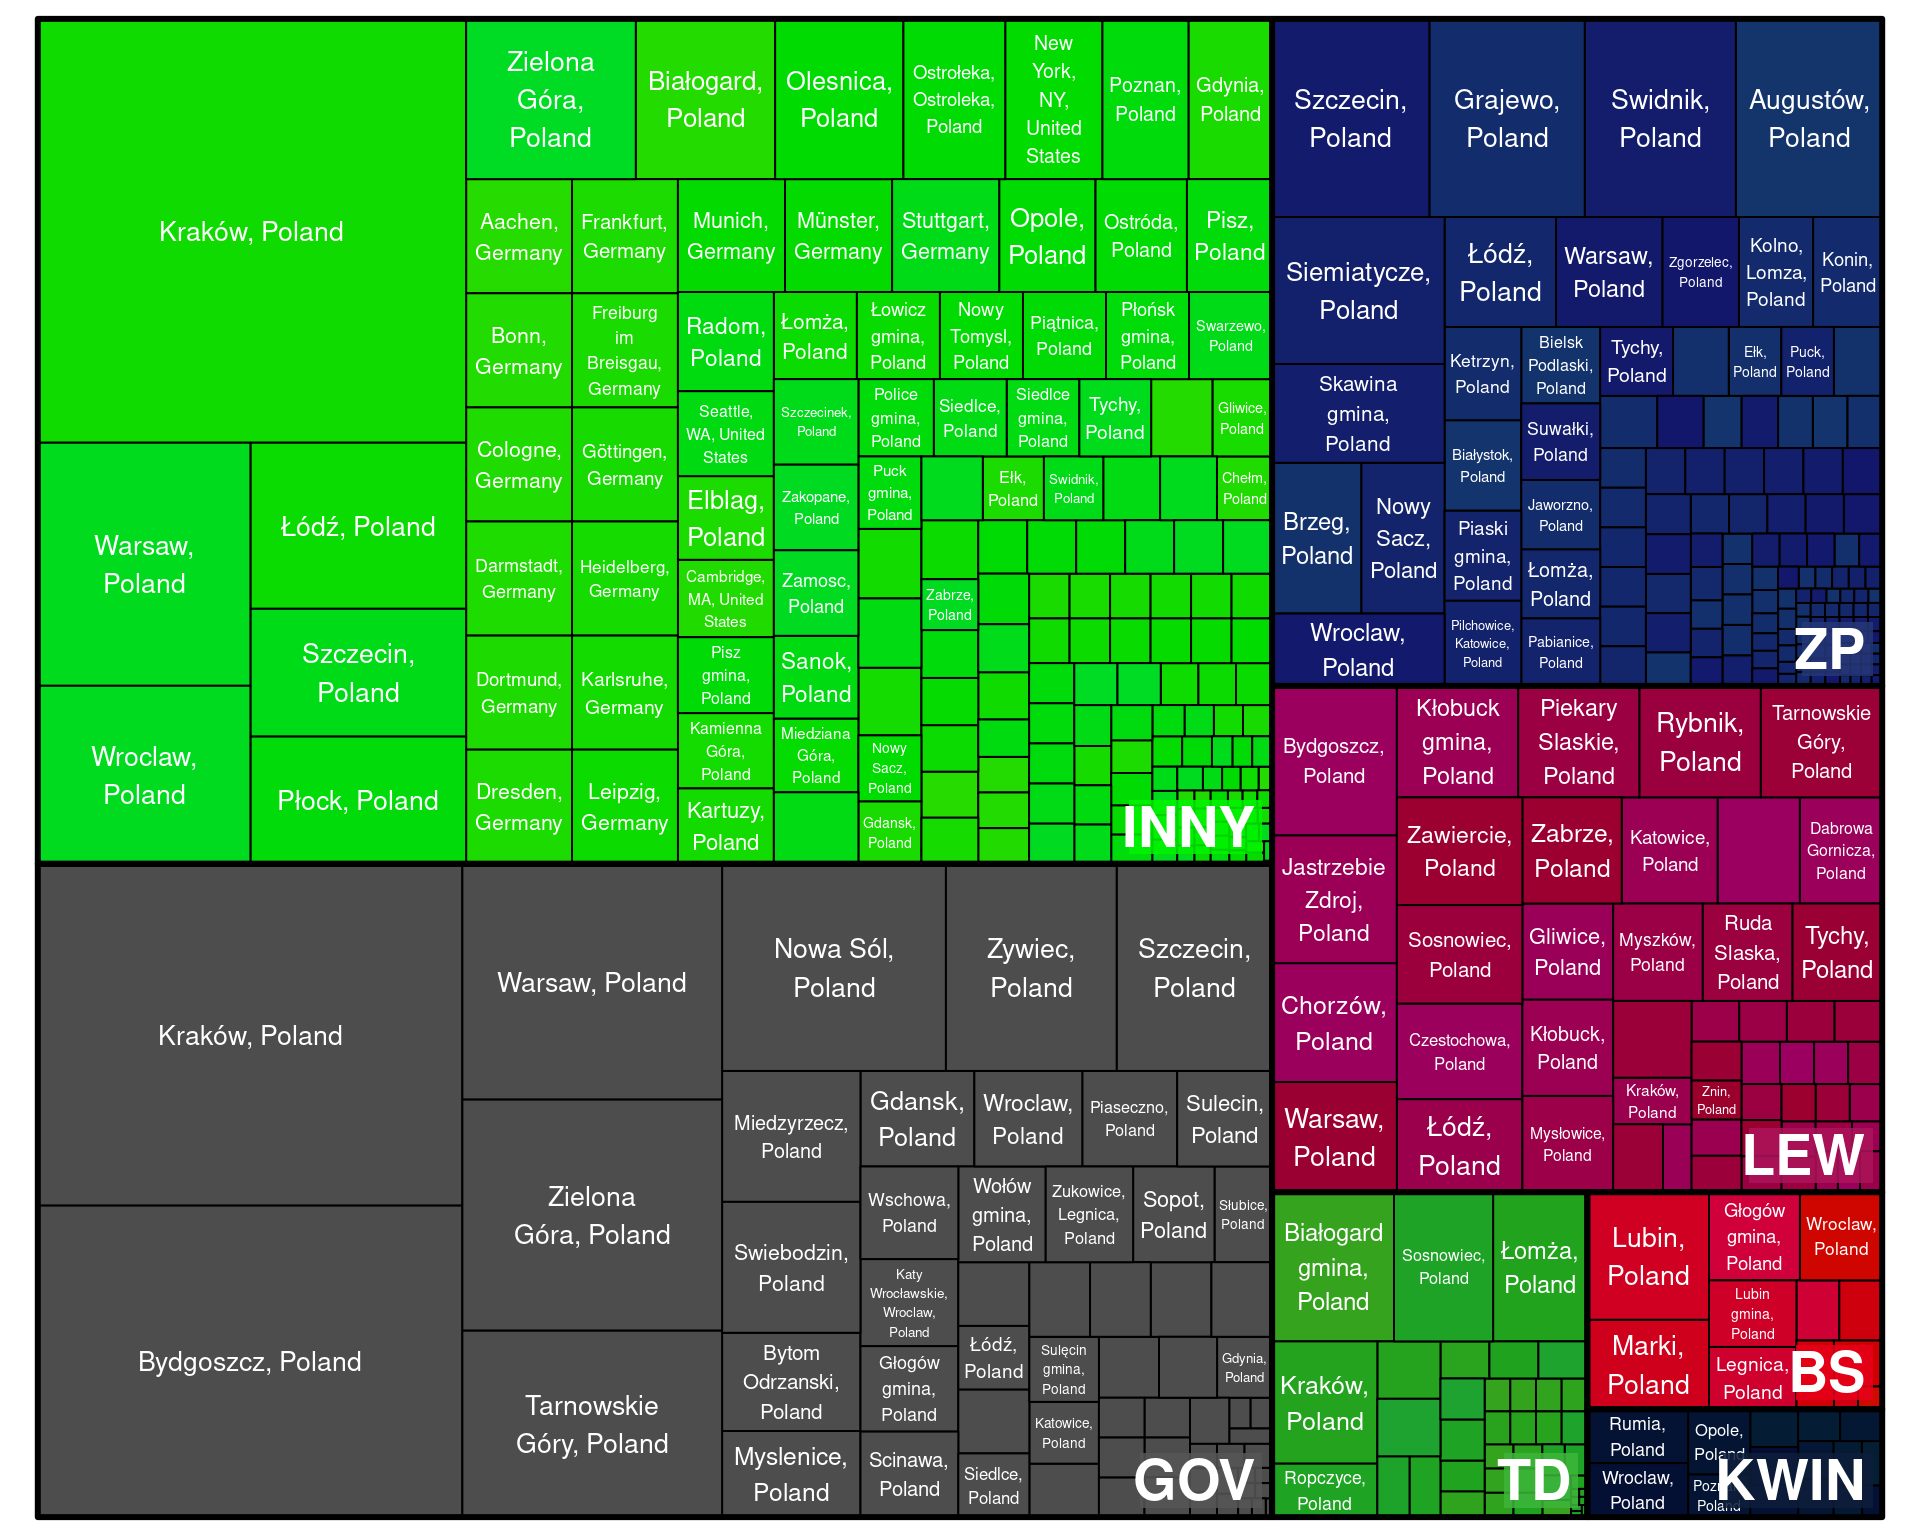 Kraków, Poland
Warsaw,
Poland
Wroclaw,
Poland
Łódź, Poland
Szczecin,
Poland
Płock, Poland
Zielona
Góra,
Poland
Białogard,
Poland
Olesnica,
Poland
Ostrołeka,
Ostroleka,
Poland
New
York,
NY,
United
States
Poznan,
Poland
Gdynia,
Poland
Aachen,
Germany
Frankfurt,
Germany
Munich,
Germany
Münster,
Germany
Stuttgart,
Germany
Opole,
Poland
Ostróda,
Poland
Pisz,
Poland
Bonn,
Germany
Freiburg
im
Breisgau,
Germany
Cologne,
Germany
Göttingen,
Germany
Darmstadt,
Germany
Heidelberg,
Germany
Dortmund,
Germany
Karlsruhe,
Germany
Dresden,
Germany
Leipzig,
Germany
Radom,
Poland
Seattle,
WA, United
States
Elblag,
Poland
Cambridge,
MA, United
States
Pisz
gmina,
Poland
Kamienna
Góra,
Poland
Kartuzy,
Poland
Łomża,
Poland
Łowicz
gmina,
Poland
Nowy
Tomysl,
Poland
Piątnica,
Poland
Płońsk
gmina,
Poland
Swarzewo,
Poland
Szczecinek,
Poland
Zakopane,
Poland
Zamosc,
Poland
Sanok,
Poland
Miedziana
Góra,
Poland
Police
gmina,
Poland
Siedlce,
Poland
Siedlce
gmina,
Poland
Tychy,
Poland
Gliwice,
Poland
Puck
gmina,
Poland
Ełk,
Poland
Swidnik,
Poland
Chełm,
Poland
Zabrze,
Poland
Nowy
Sacz,
Poland
Gdansk,
Poland
INNY
Szczecin,
Poland
Grajewo,
Poland
Swidnik,
Poland
Augustów,
Poland
Siemiatycze,
Poland
Skawina
gmina,
Poland
Brzeg,
Poland
Nowy
Sacz,
Poland
Wroclaw,
Poland
Łódź,
Poland
Warsaw,
Poland
Zgorzelec,
Poland
Kolno,
Lomza,
Poland
Konin,
Poland
Ketrzyn,
Poland
Białystok,
Poland
Piaski
gmina,
Poland
Pilchowice,
Katowice,
Poland
Bielsk
Podlaski,
Poland
Suwałki,
Poland
Jaworzno,
Poland
Łomża,
Poland
Pabianice,
Poland
Tychy,
Poland
Ełk,
Poland
Puck,
Poland
ZP
Bydgoszcz,
Poland
Jastrzebie
Zdroj,
Poland
Chorzów,
Poland
Warsaw,
Poland
Kłobuck
gmina,
Poland
Piekary
Slaskie,
Poland
Rybnik,
Poland
Tarnowskie
Góry,
Poland
Zawiercie,
Poland
Sosnowiec,
Poland
Czestochowa,
Poland
Łódź,
Poland
Zabrze,
Poland
Katowice,
Poland
Dabrowa
Gornicza,
Poland
Gliwice,
Poland
Kłobuck,
Poland
Mysłowice,
Poland
Myszków,
Poland
Ruda
Slaska,
Poland
Tychy,
Poland
Kraków,
Poland
Znin,
Poland
LEW
Kraków, Poland
Bydgoszcz, Poland
Warsaw, Poland
Zielona
Góra, Poland
Tarnowskie
Góry, Poland
Nowa Sól,
Poland
Zywiec,
Poland
Szczecin,
Poland
Miedzyrzecz,
Poland
Swiebodzin,
Poland
Bytom
Odrzanski,
Poland
Myslenice,
Poland
Gdansk,
Poland
Wroclaw,
Poland
Piaseczno,
Poland
Sulecin,
Poland
Wschowa,
Poland
Katy
Wrocławskie,
Wroclaw,
Poland
Głogów
gmina,
Poland
Scinawa,
Poland
Wołów
gmina,
Poland
Zukowice,
Legnica,
Poland
Sopot,
Poland
Słubice,
Poland
Łódź,
Poland
Siedlce,
Poland
Sulęcin
gmina,
Poland
Katowice,
Poland
Gdynia,
Poland
GOV
Białogard
gmina,
Poland
Sosnowiec,
Poland
Łomża,
Poland
Kraków,
Poland
Ropczyce,
Poland
TD
Lubin,
Poland
Marki,
Poland
Głogów
gmina,
Poland
Wroclaw,
Poland
Lubin
gmina,
Poland
Legnica,
Poland
BS
Rumia,
Poland
Wroclaw,
Poland
Opole,
Poland
Poland
KWIN